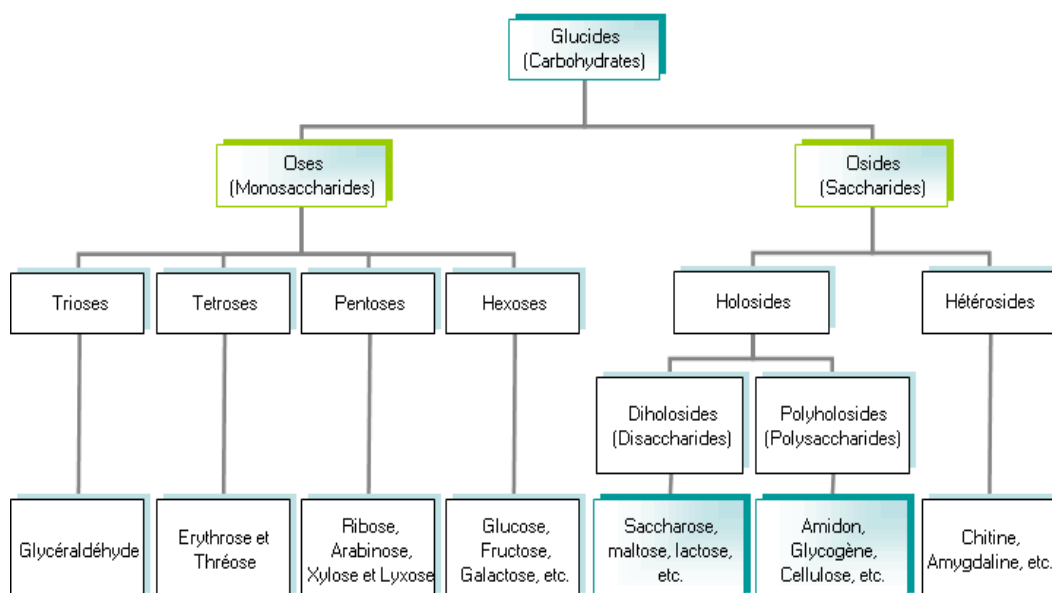 Glucides
(Carbohydrates)
Oses
(Monosaccharides)
Osides
(Saccharides)
Trioses
Tetroses
Pentoses
Hexoses
Holosides
Hétérosides
Diholosides
(Disaccharides)
Polyholosides
(Polysaccharides)
Glycéraldéhyde
Erythrose et
Thréose
Ribose,
Arabinose,
Xylose et Lyxose
Glucose,
Fructose,
Galactose, etc.
Saccharose,
maltose, lactose,
etc.
Amidon,
Glycogène,
Cellulose, etc.
Chitine,
Amygdaline, etc.